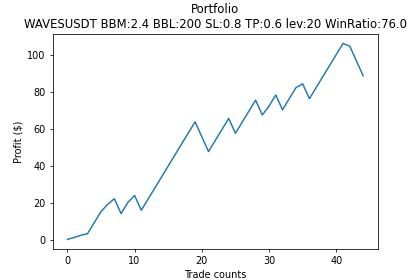 Portfolio
WAVESUSDT BBM:2.4 BBL:200 SL:0.8 TP:0.6 lev:20 WinRatio:76.0
100
80
60
40
20
0
Profit ($)
0 10 20 30 40
Trade counts